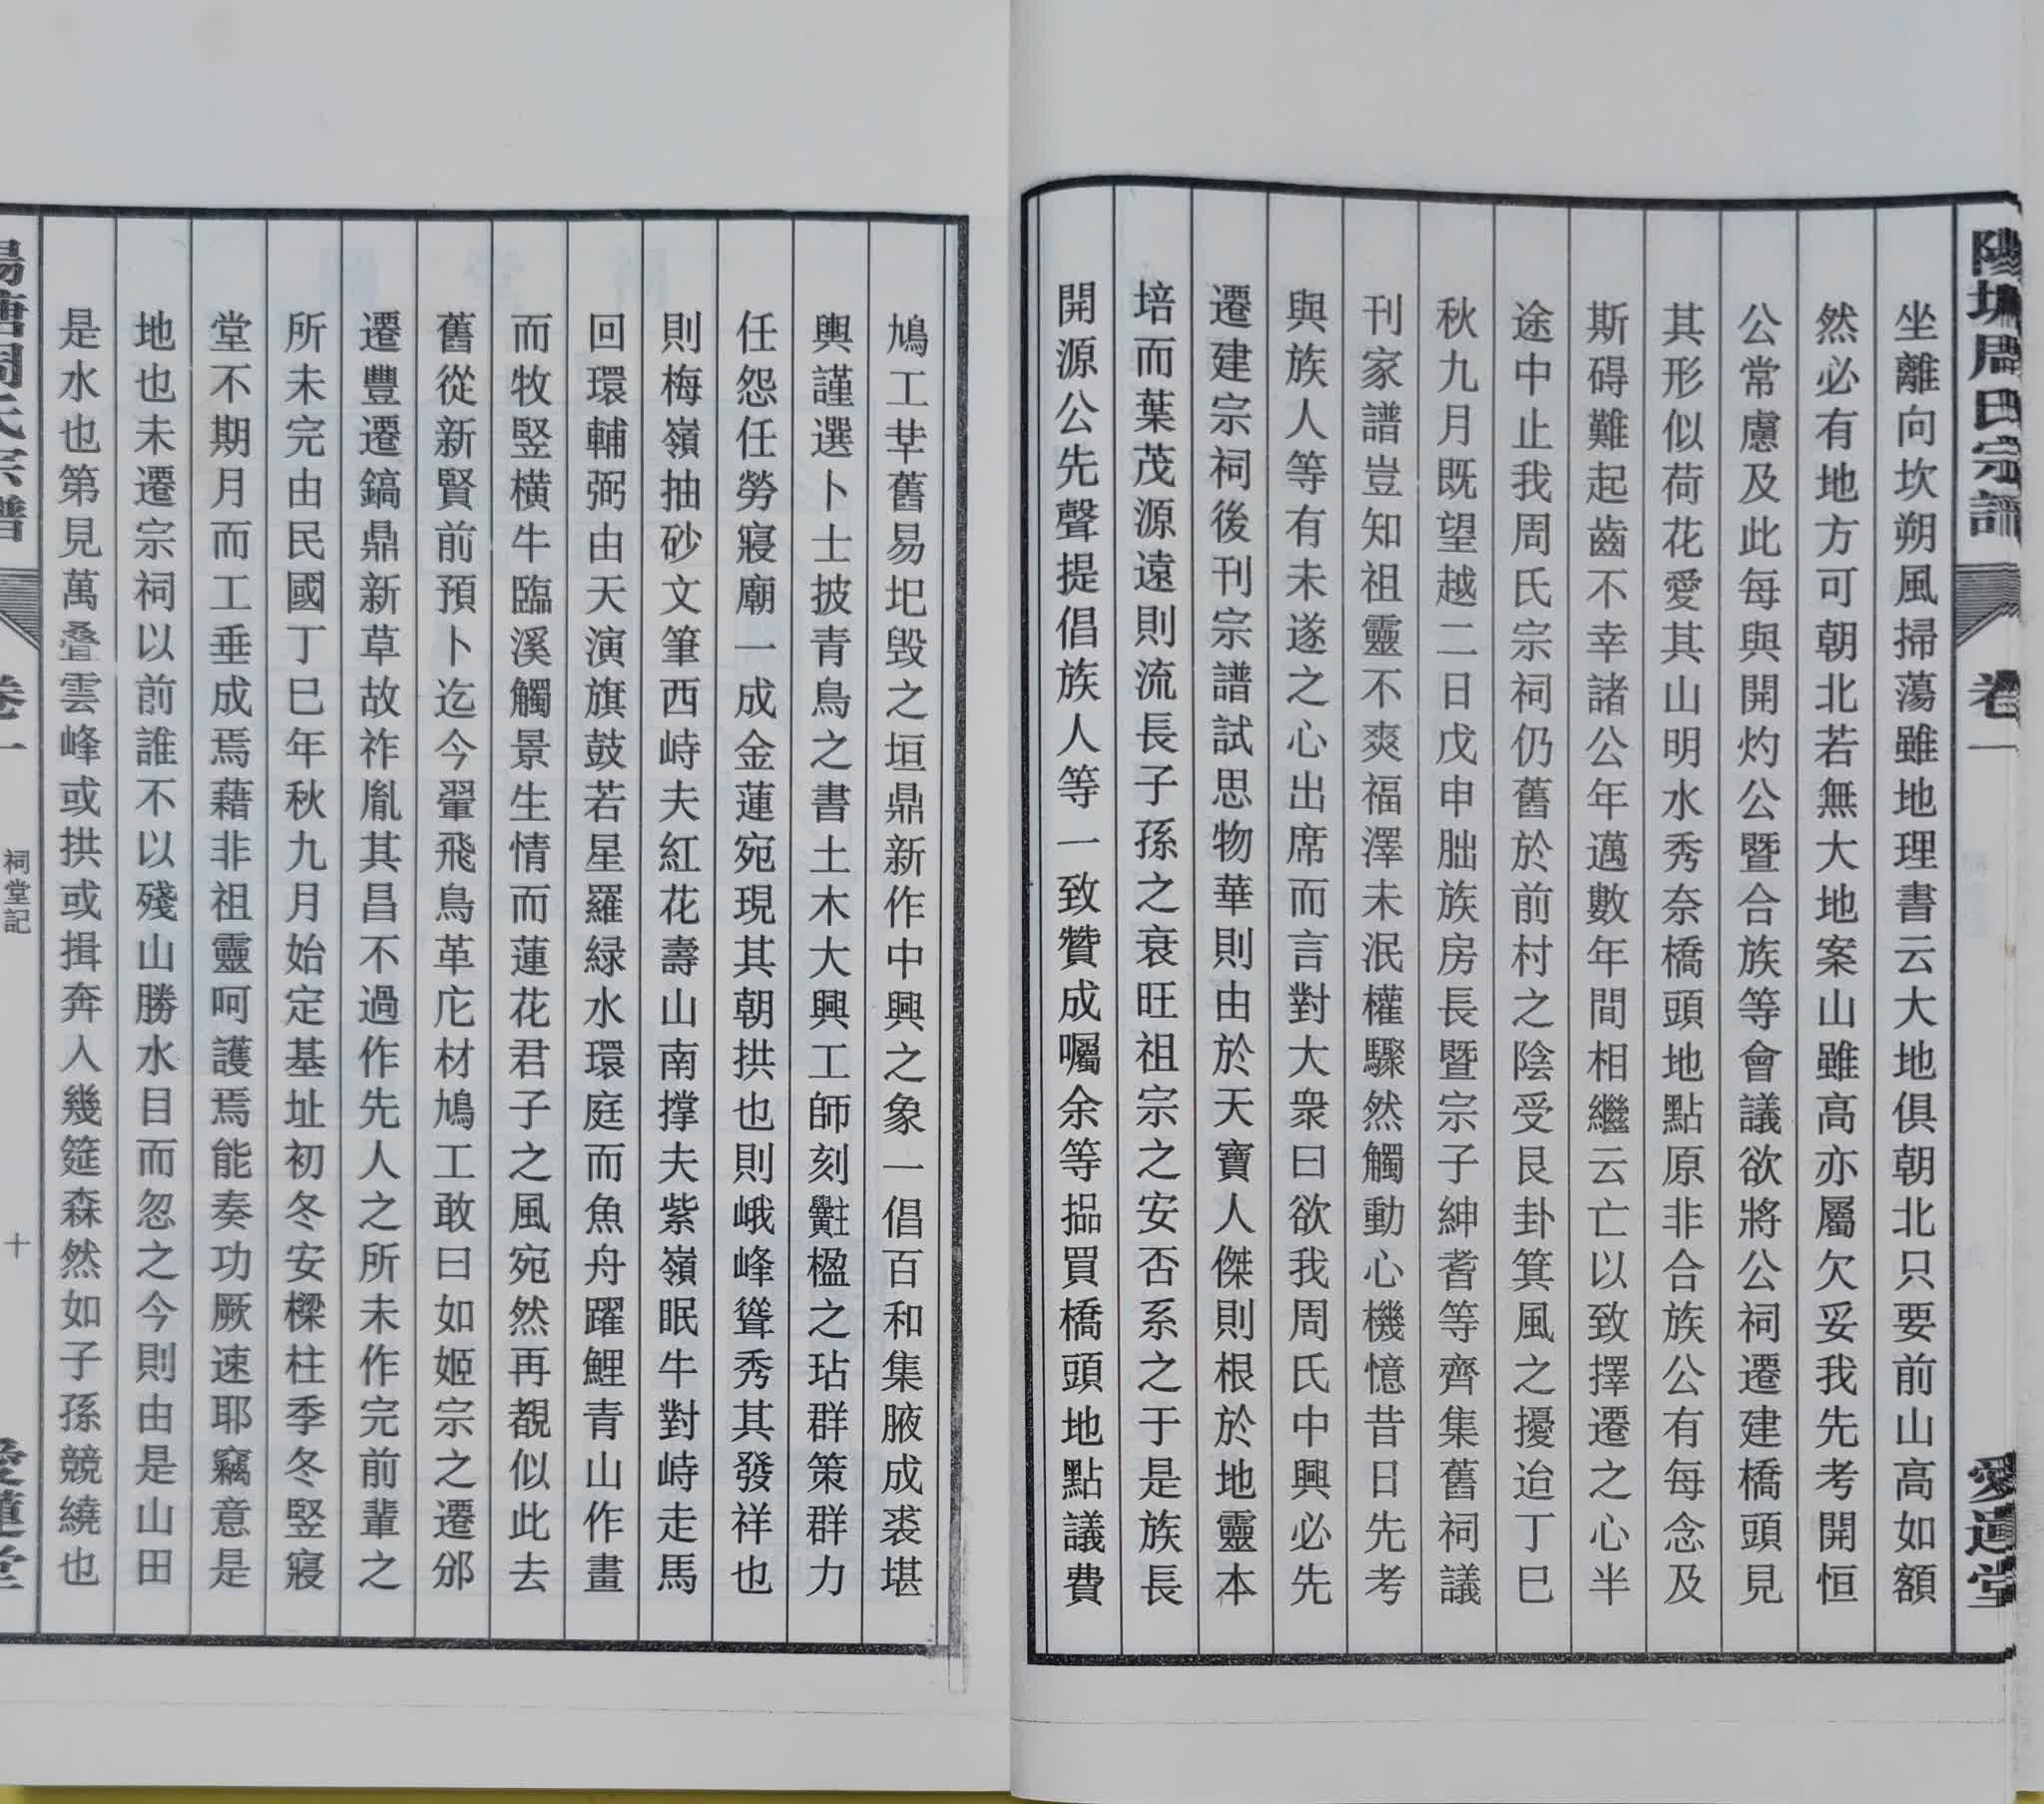 坐離向坎朔風掃蕩雖地理書云大地俱朝北只要前山高如額
然必有地方可朝北若無大地案山雖高亦屬欠妥我先考開恒
公常慮及此每與開灼公暨合族等會議欲將公祠遷建橋頭見
其形似荷花愛其山明水秀奈橋頭地點原非合族公有每念及
斯碍難起齒不幸諸公年邁數年間相繼云亡以致擇遷之心半
途中止我周氏宗祠仍舊於前村之陰受艮卦箕風之擾迨丁巳
秋九月既望越二日戊申朏族房長暨宗子紳耆等齊集舊祠議
刊家譜豈知祖靈不爽福澤未泯權驟然觸動心機憶昔日先考
與族人等有未遂之心出席而言對大衆曰欲我周氏中興必先
遷建宗祠後刊宗譜試思物華則由於天寶人傑則根於地靈本
培而葉茂源遠則流長子孫之衰旺祖宗之安否系之于是族長
開源公先聲提倡族人等一致贊成囑余等揾買橋頭地點議費
卷一
愛蓮堂
鳩工芉舊易圯毁之垣鼎新作中興之象一倡百和集腋成裘堪
輿謹選卜士披青鳥之書土木大興工師刻黌楹之玷群策群力
任怨任勞寢廟一成金蓮宛現其朝拱也則峨峰聳秀其發祥也
則梅嶺抽砂文筆西峙夫紅花壽山南撑夫紫嶺眠牛對峙走馬
回環輔弼由天演旗鼓若星羅緑水環庭而魚舟躍鯉青山作畫
而牧竪横牛臨溪觸景生情而蓮花君子之風宛然再覩似此去
舊從新賢前預卜迄今翬飛鳥革庀材鳩工敢曰如姬宗之遷邠
遷豐遷鎬鼎新草故祚胤其昌不過作先人之所未作完前輩之
所未完由民國丁巳年秋九月始定基址初冬安樑柱季冬竪寢
堂不期月而工垂成焉藉非祖靈呵護焉能奏功厥速耶竊意是
地也未遷宗祠以前誰不以殘山勝水目而忽之今則由是山田
是水也第見萬叠雲峰或拱或揖奔入幾筵森然如子孫競繞也
卷一
祠堂記
十